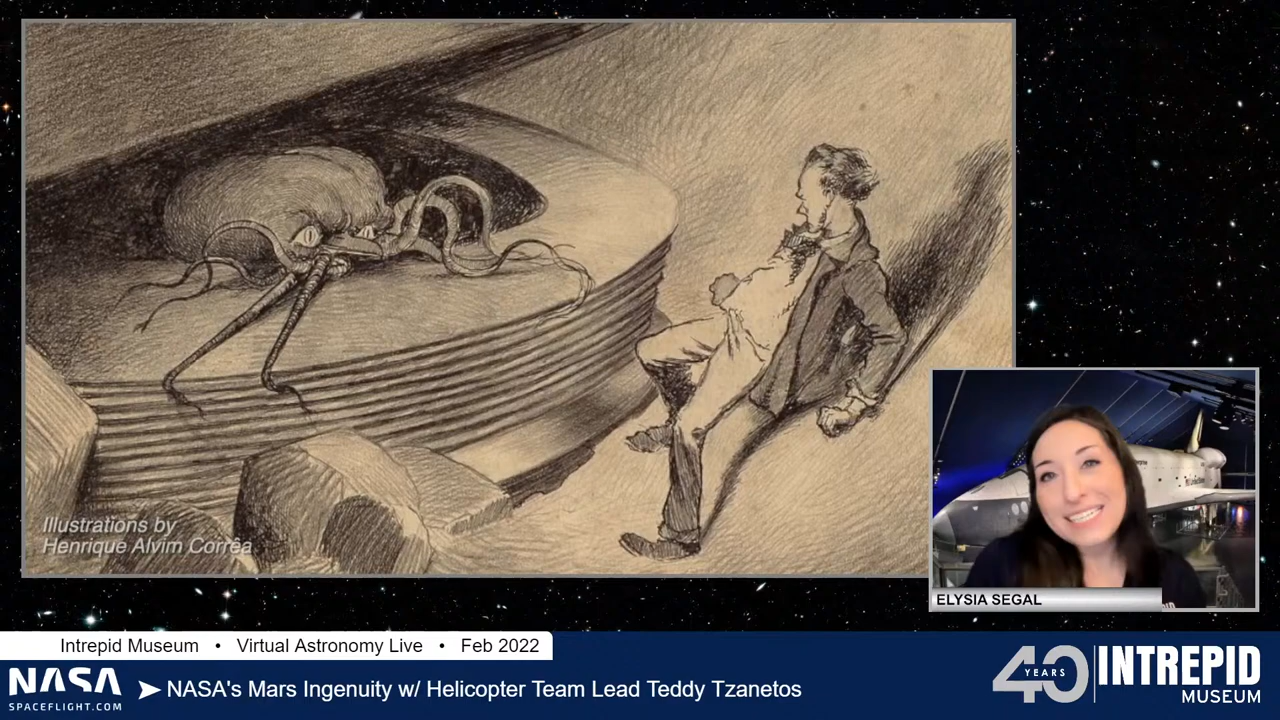 Illustrations by
Henrique Alvim Corrêa
ELYSIA SEGAL
Intrepid Museum • Virtual Astronomy Live • Feb 2022
NASA
SPACEFLIGHT.COM
NASA's Mars Ingenuity w/ Helicopter Team Lead Teddy Tzanetos
40
YEARS
INTREPID
MUSEUM